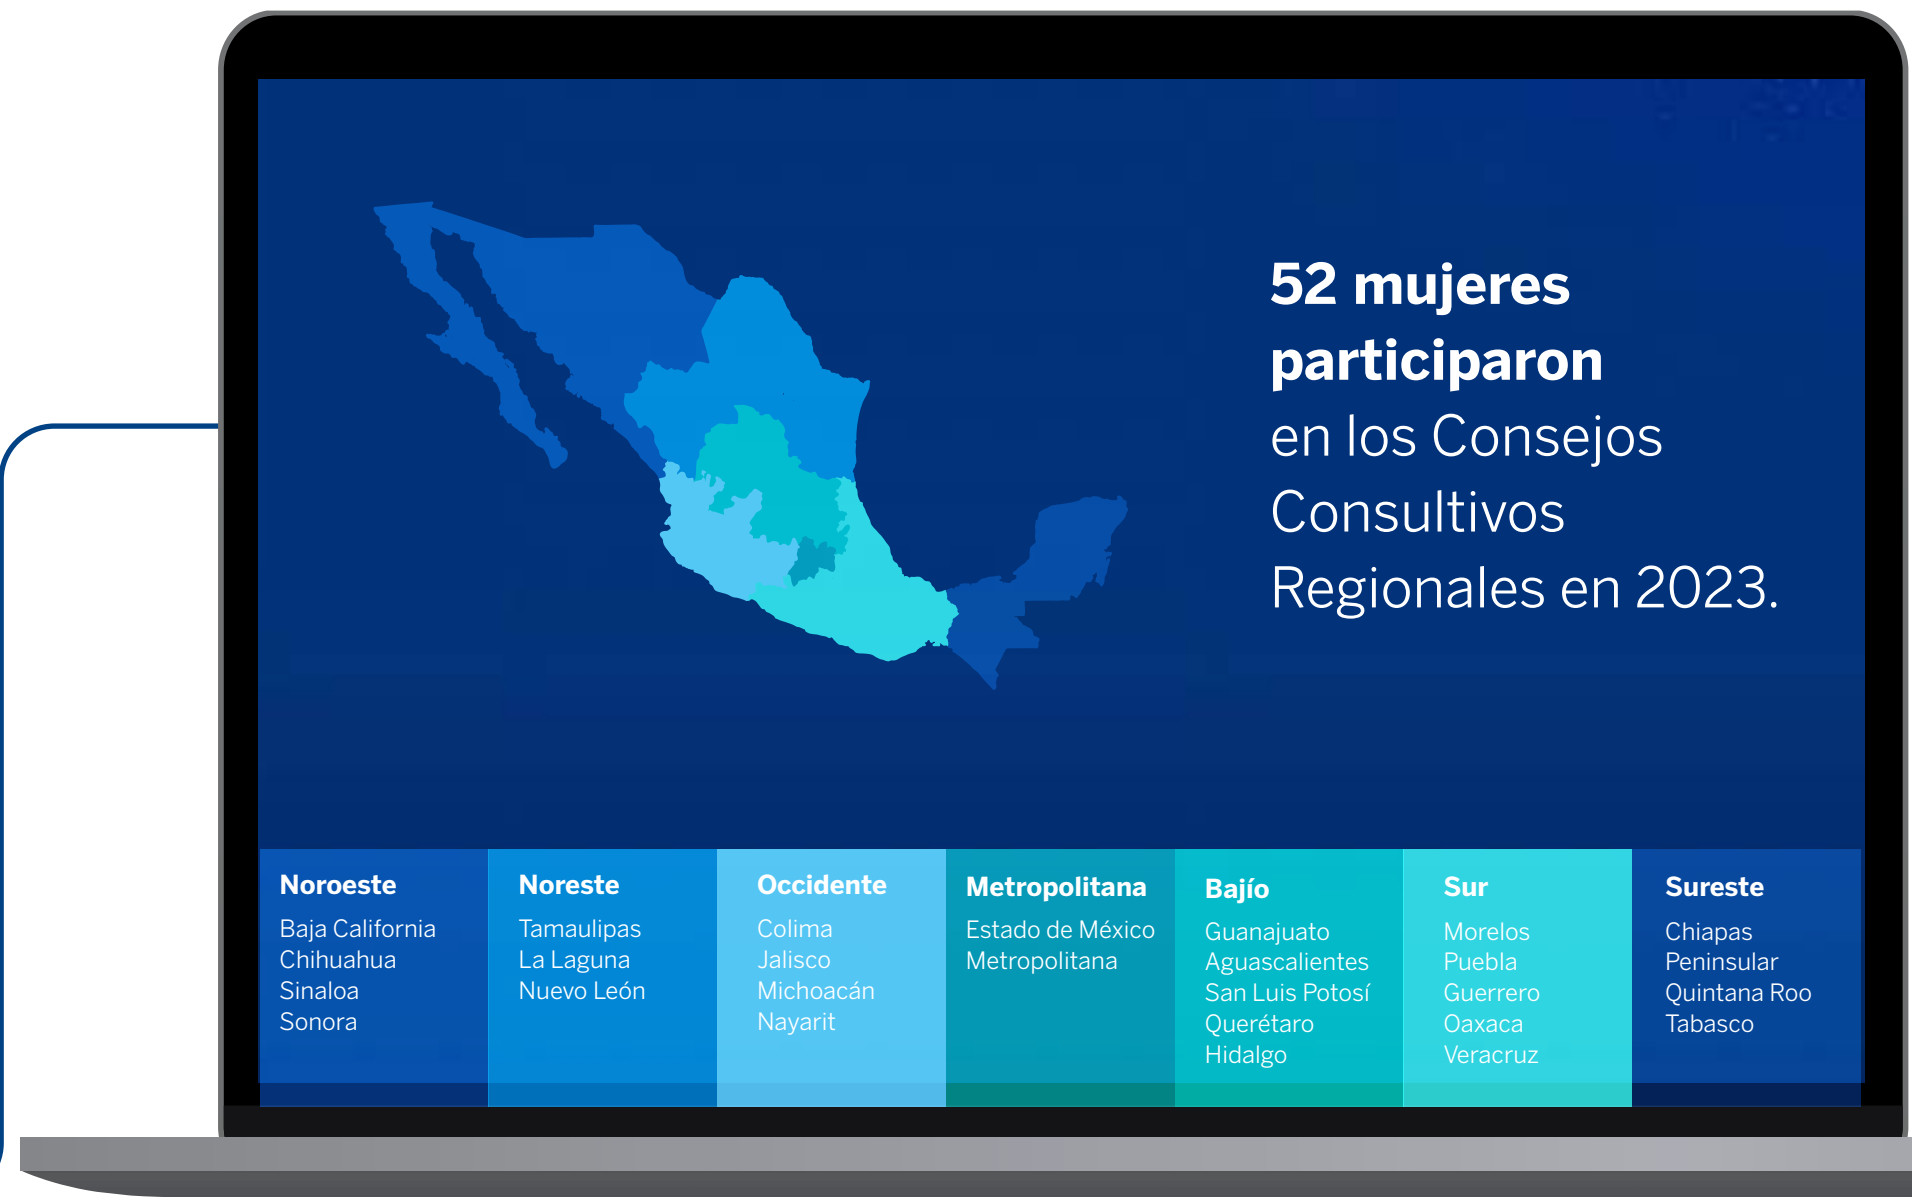 52 mujeres
participaron
en los Consejos
Consultivos
Regionales en 2023.
Noroeste
Baja California
Chihuahua
Sinaloa
Sonora
Noreste
Tamaulipas
La Laguna
Nuevo León
Occidente
Colima
Jalisco
Michoacán
Nayarit
Metropolitana
Estado de México
Metropolitana
Bajío
Guanajuato
Aguascalientes
San Luis Potosí
Querétaro
Hidalgo
Sur
Morelos
Puebla
Guerrero
Oaxaca
Veracruz
Sureste
Chiapas
Peninsular
Quintana Roo
Tabasco